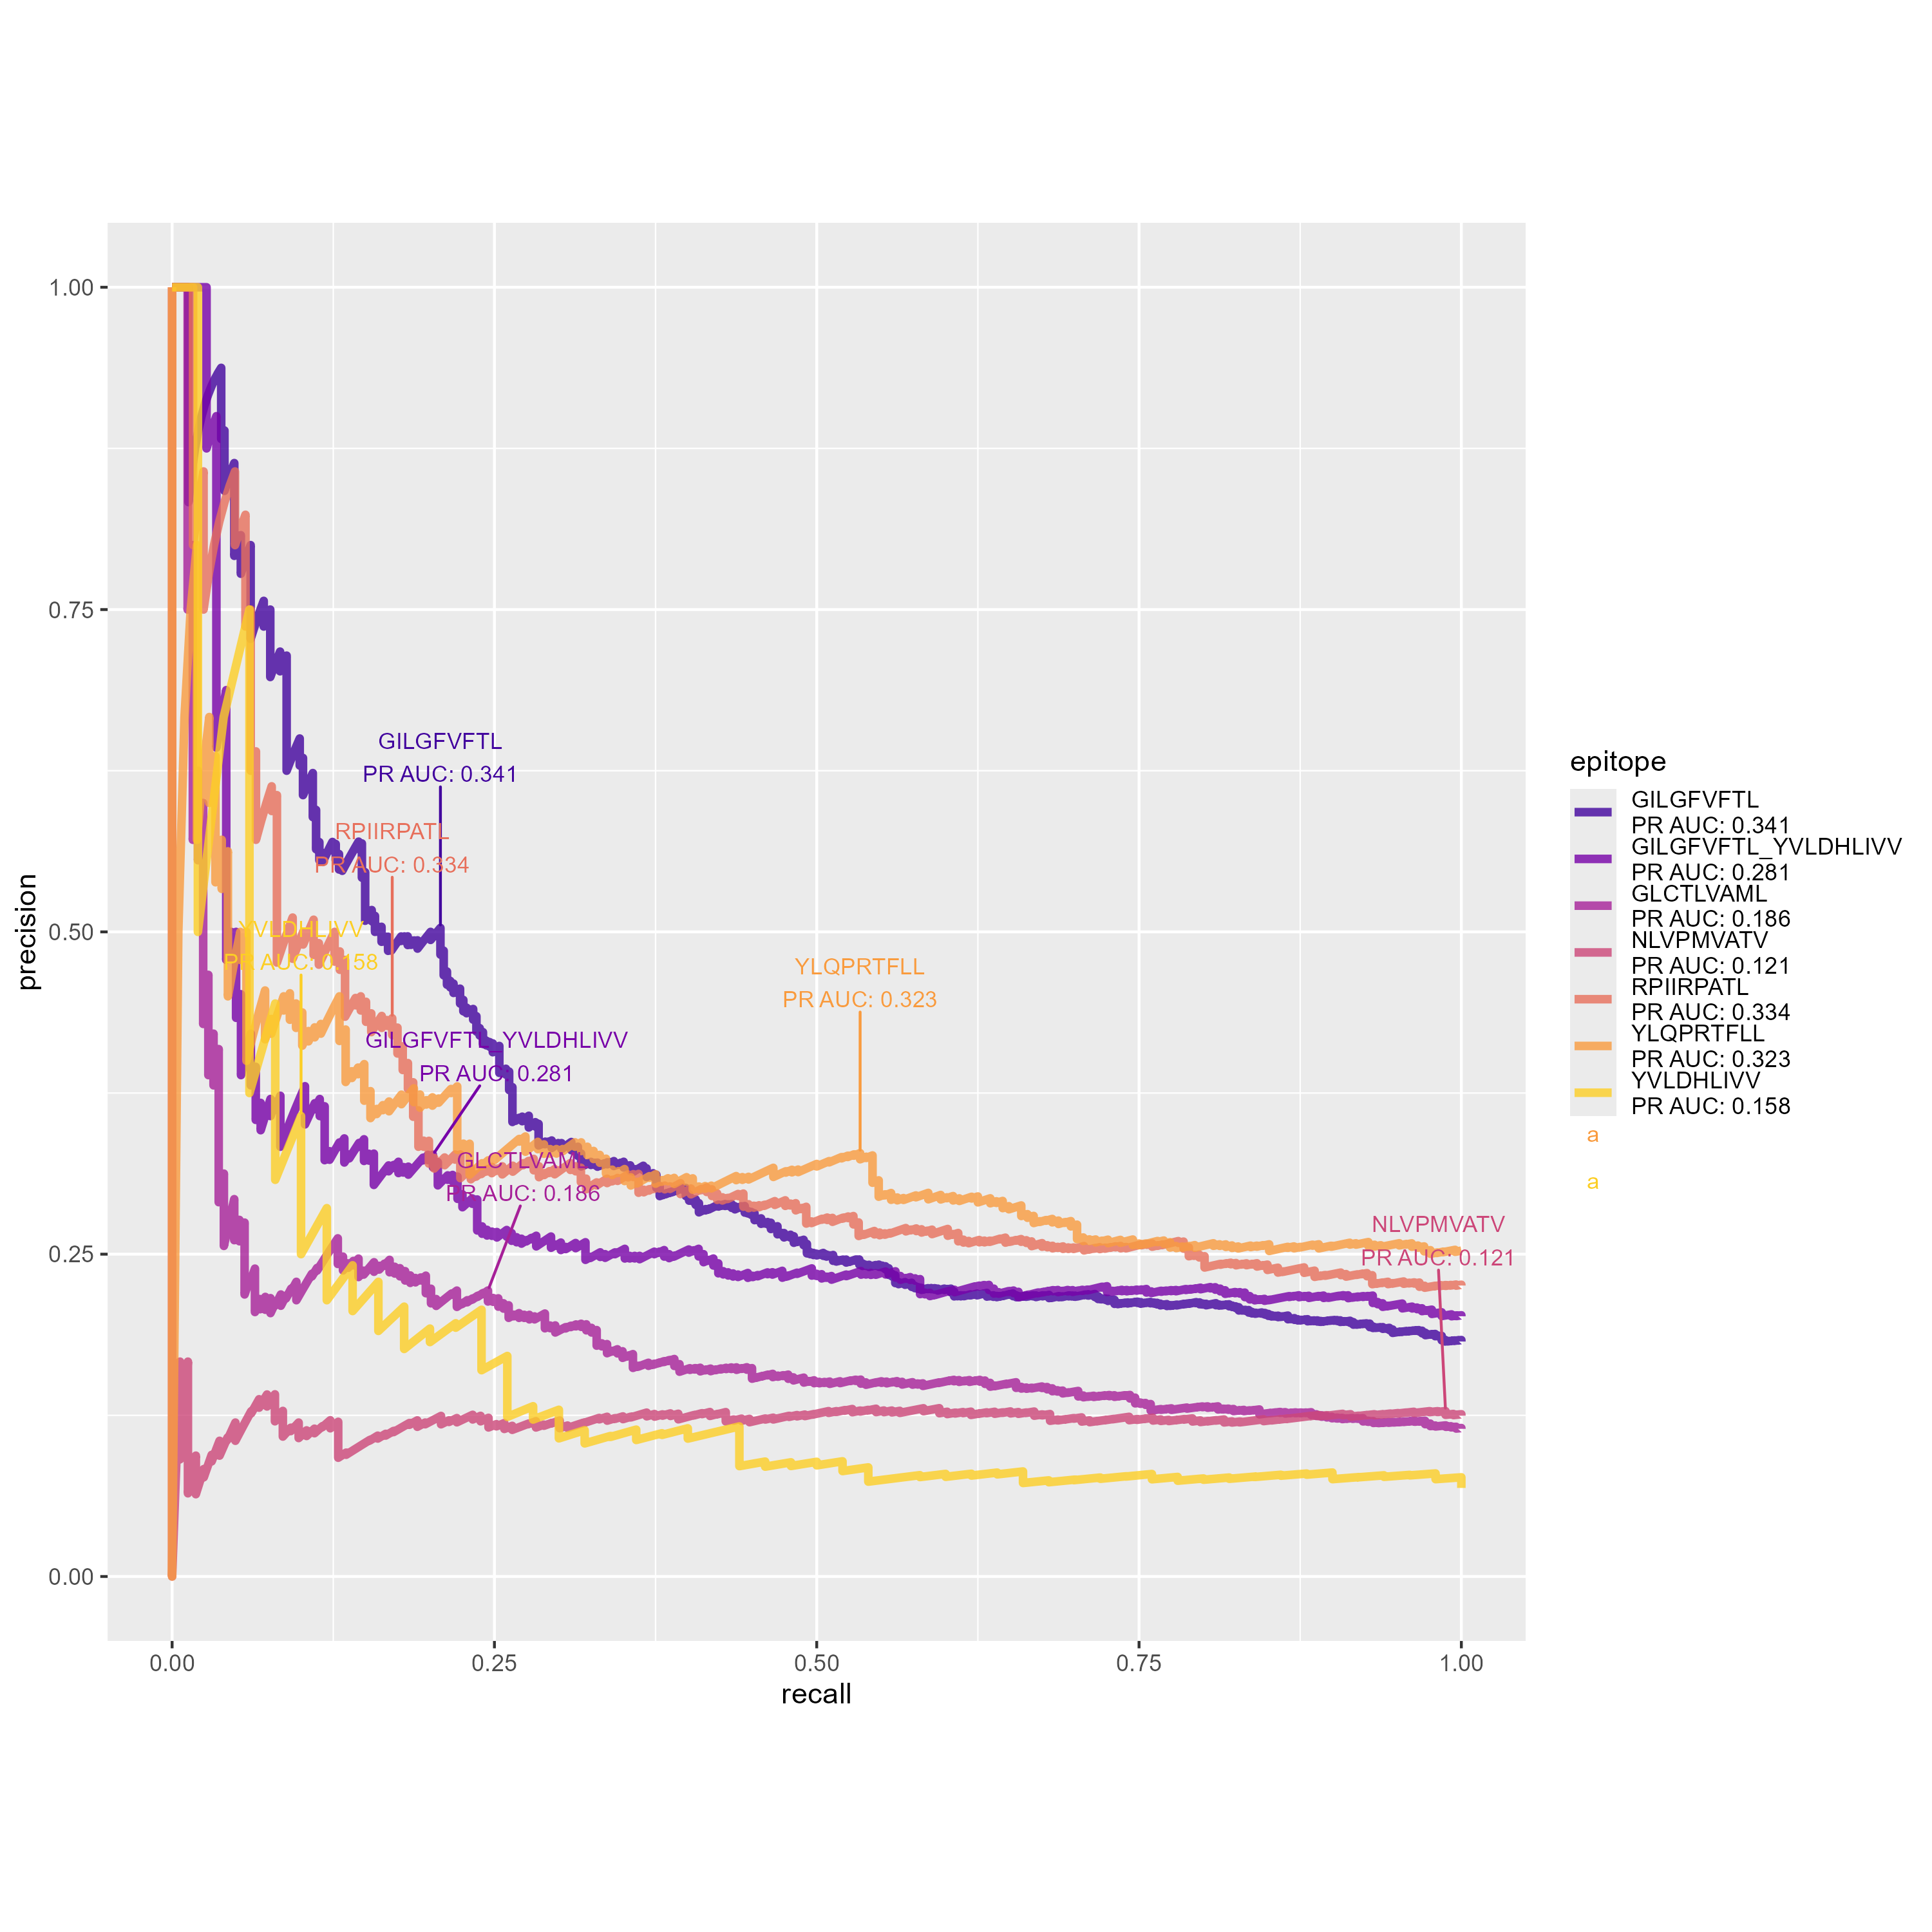 1.00
0.75
0.50
0.25
0.00
precision
GILGFVFTL
PR AUC: 0.341
RPIIRPATL
PR AUC: 0.334
YVLDHLIVV
PR AUC: 0.158
YLQPRTFLL
PR AUC: 0.323
GILGFVFTL_YVLDHLIVV
PR AUC: 0.281
GLCTLVAML
PR AUC: 0.186
NLVPMVATV
PR AUC: 0.121
0.00
0.25
0.50
0.75
1.00
recall
epitope
GILGFVFTL
PR AUC: 0.341
GILGFVFTL_YVLDHLIVV
PR AUC: 0.281
GLCTLVAML
PR AUC: 0.186
NLVPMVATV
PR AUC: 0.121
RPIIRPATL
PR AUC: 0.334
YLQPRTFLL
PR AUC: 0.323
YVLDHLIVV
PR AUC: 0.158
a
a